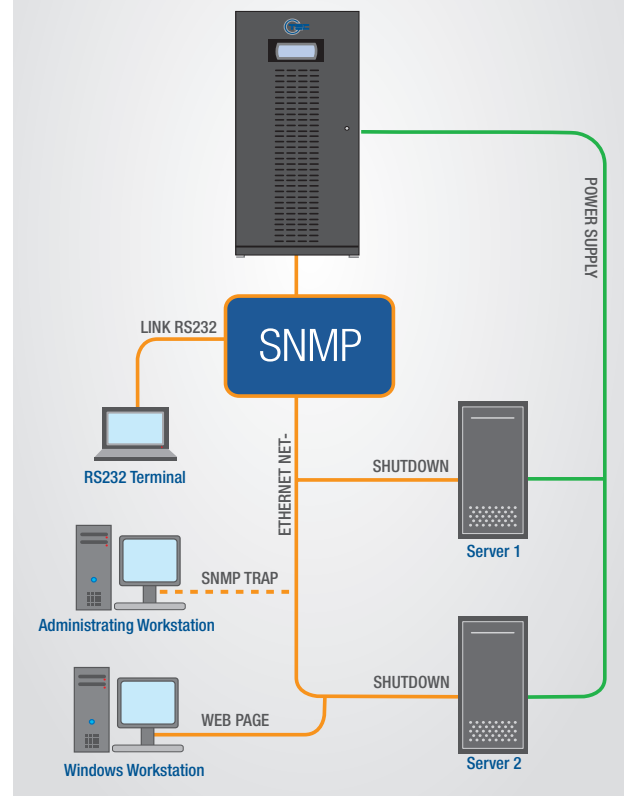 POWER SUPPLY
LINK RS232
SNMP
RS232 Terminal
ETHERNET NET-
SHUTDOWN
Server 1
SNMP TRAP
Administrating Workstation
SHUTDOWN
WEB PAGE
Windows Workstation
Server 2